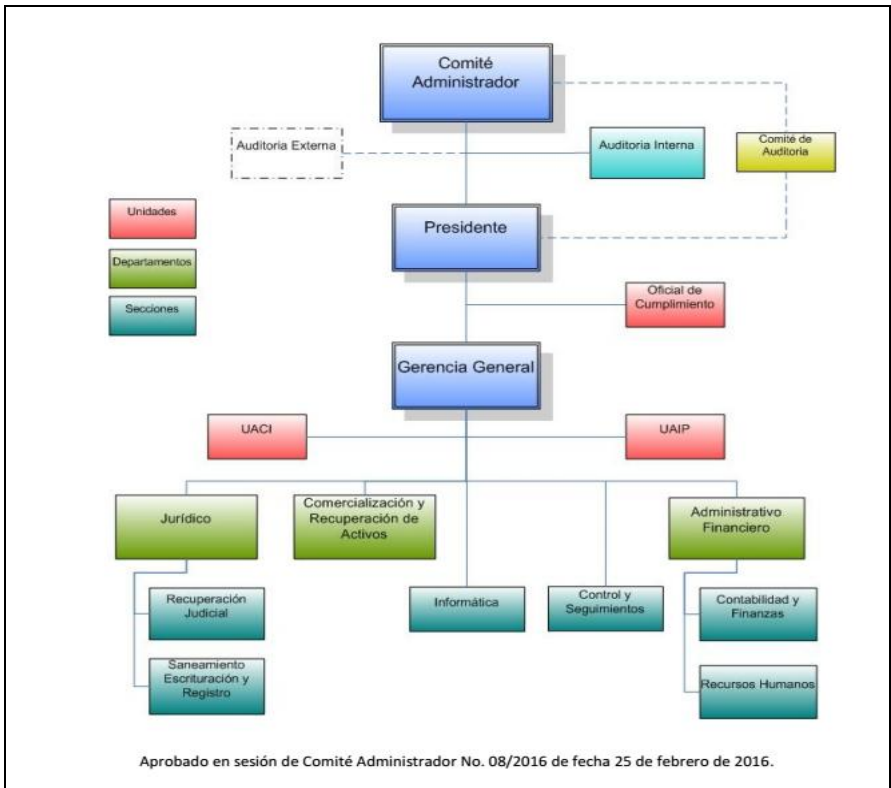 Comité
Administrador
Auditoria Externa
Auditoria Interna
Comité de
Auditoria
Unidades
Presidente
Departamentos
Oficial de
Cumplimiento
Secciones
Gerencia General
UACI
UAIP
Jurídico
Comercialización y
Recuperación de
Activos
Administrativo
Financiero
Recuperación
Judicial
Informática
Control y
Seguimientos
Contabilidad y
Finanzas
Saneamiento
Escrituración y
Registro
Recursos Humanos
Aprobado en sesión de Comité Administrador No. 08/2016 de fecha 25 de febrero de 2016.